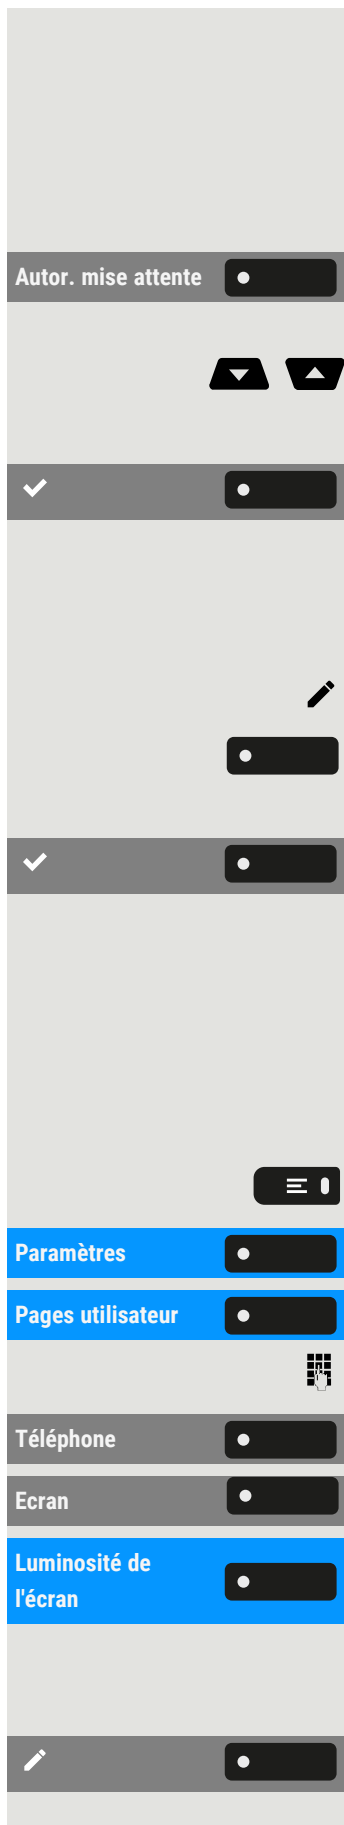 Autor. mise attente
Paramètres
Pages utilisateur
Téléphone
Ecran
Luminosité de
l'écran